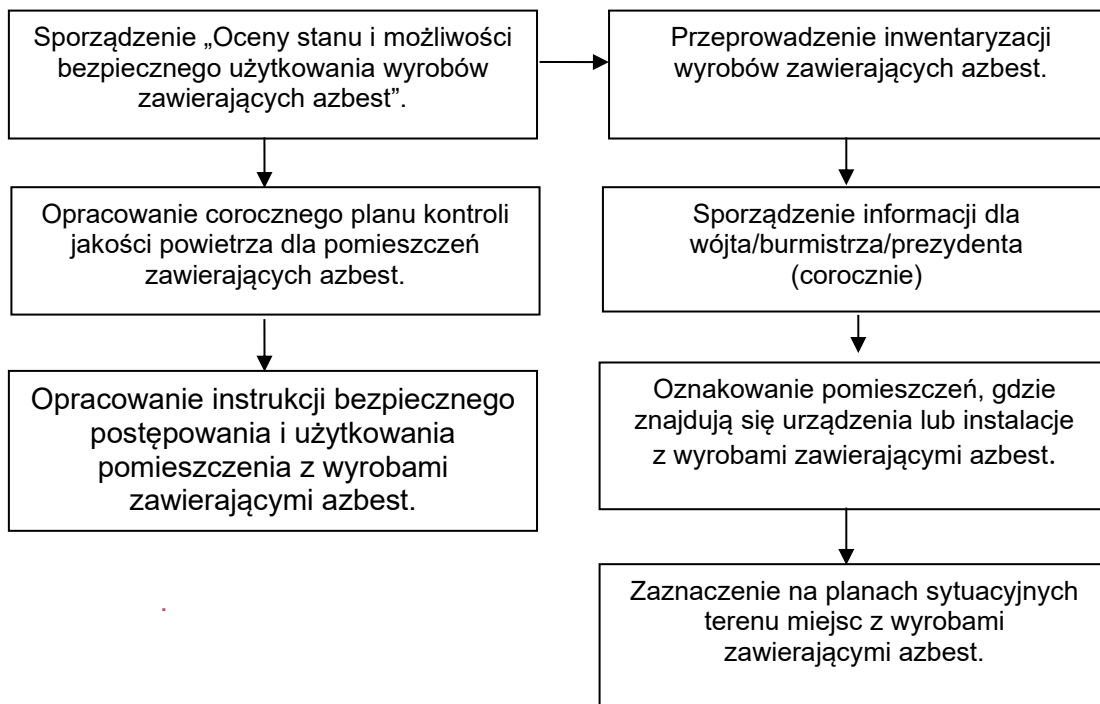 Sporządzenie „Oceny stanu i możliwości
bezpiecznego użytkowania wyrobów
zawierających azbest”.
Przeprowadzenie inwentaryzacji
wyrobów zawierających azbest.
Opracowanie corocznego planu kontroli
jakości powietrza dla pomieszczeń
zawierających azbest.
Sporządzenie informacji dla
wójta/burmistrza/prezydenta
(corocznie)
Opracowanie instrukcji bezpiecznego
postępowania i użytkowania
pomieszczenia z wyrobami
zawierającymi azbest.
Oznakowanie pomieszczeń, gdzie
znajdują się urządzenia lub instalacje
z wyrobami zawierającymi azbest.
Zaznaczenie na planach sytuacyjnych
terenu miejsc z wyrobami
zawierającymi azbest.